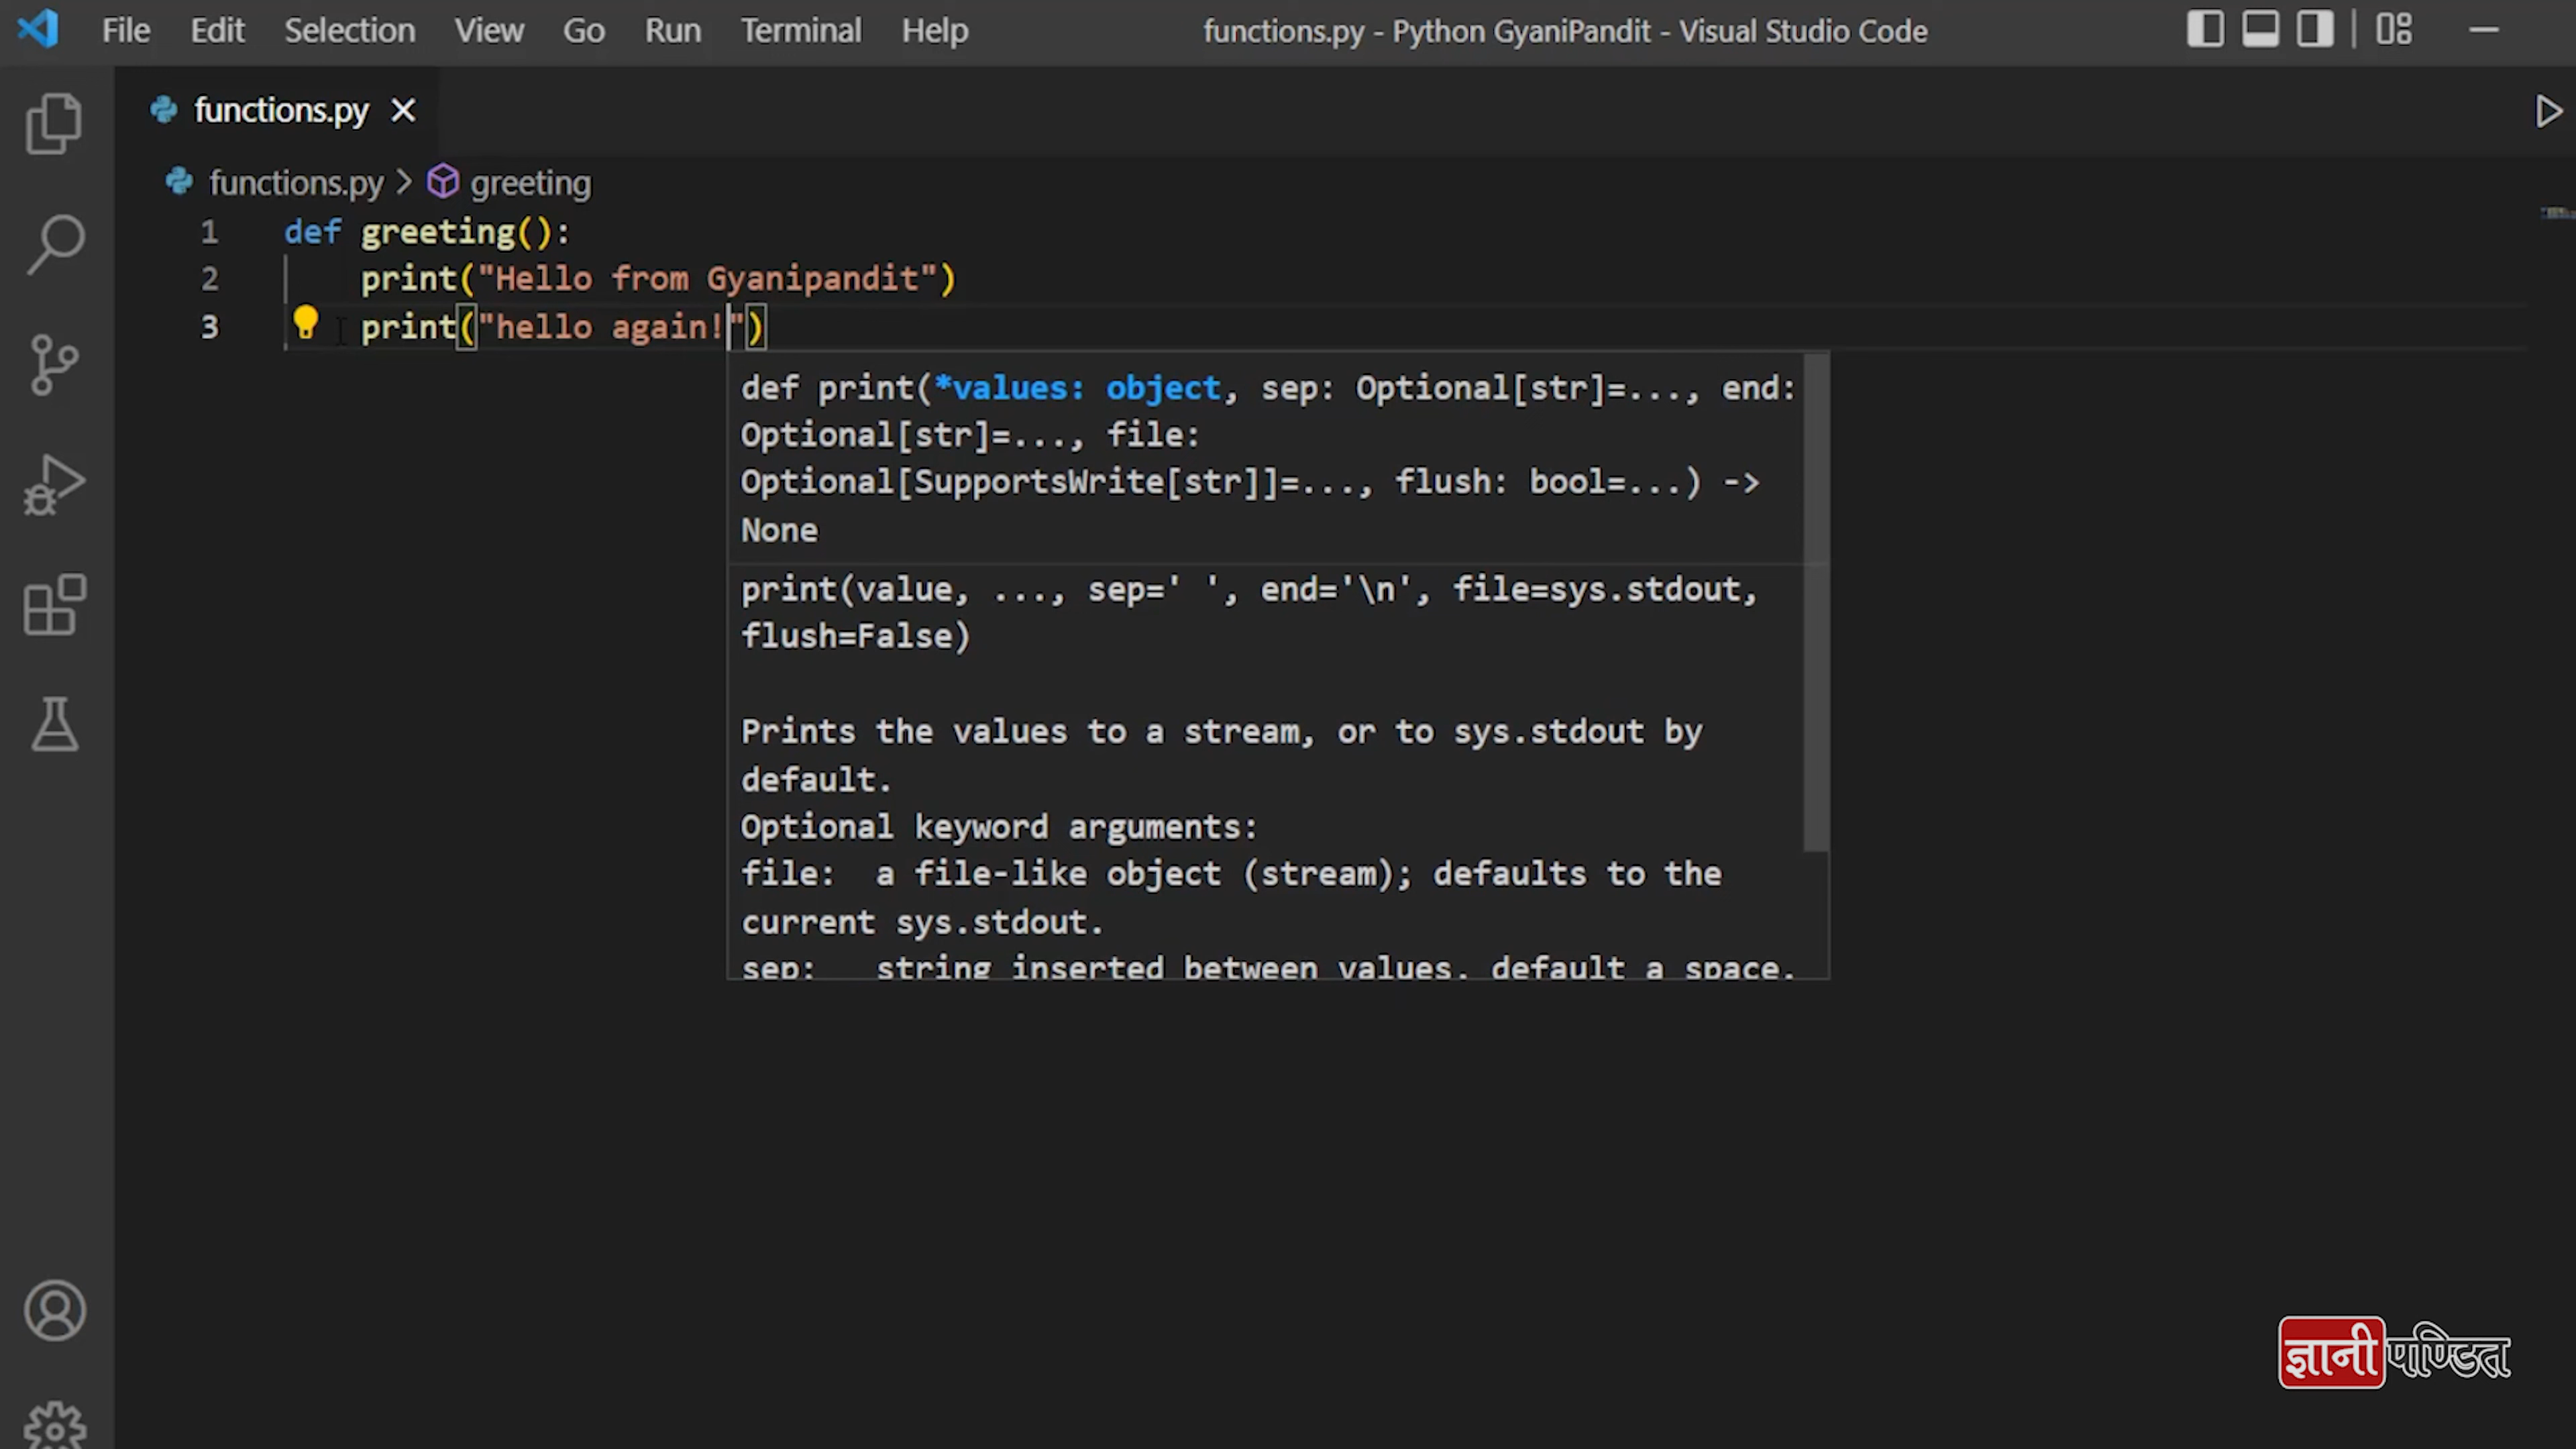 File Edit Selection View Go Run Terminal Help functions.py - Python GyaniPandit - Visual Studio Code
functions.py
functions.py > greeting
1 def greeting():
2 print("Hello from Gyanipandit")
3 print("hello again!")
def print(*values: object, sep: Optional[str]=..., end:
Optional[str]=..., file:
Optional[SupportsWrite[str]]=..., flush: bool=...) ->
None
print(value, ..., sep=' ', end='\n', file=sys.stdout,
flush=False)
Prints the values to a stream, or to sys.stdout by
default.
Optional keyword arguments:
file:  a file-like object (stream); defaults to the
current sys.stdout.
sep:   string inserted between values, default a space.
ज्ञानी पण्डित